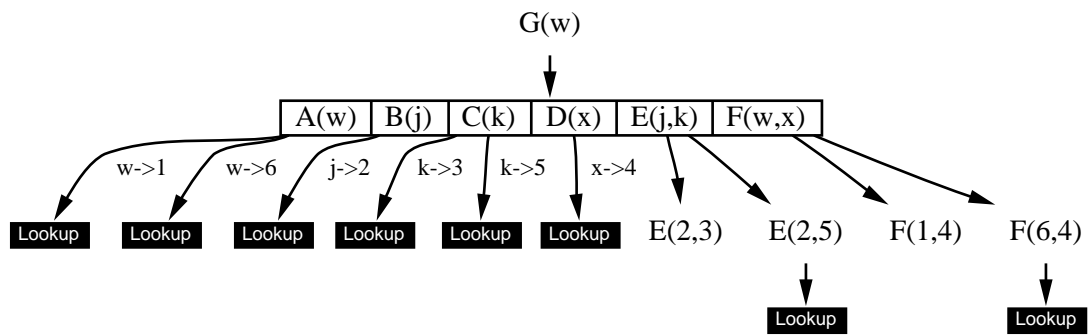 G(w)
A(w) B(j) C(k) D(x) E(j,k) F(w,x)
w->1 w->6 j->2 k->3 k->5 x->4
Lookup Lookup Lookup Lookup Lookup Lookup E(2,3) E(2,5) F(1,4) F(6,4)
Lookup Lookup